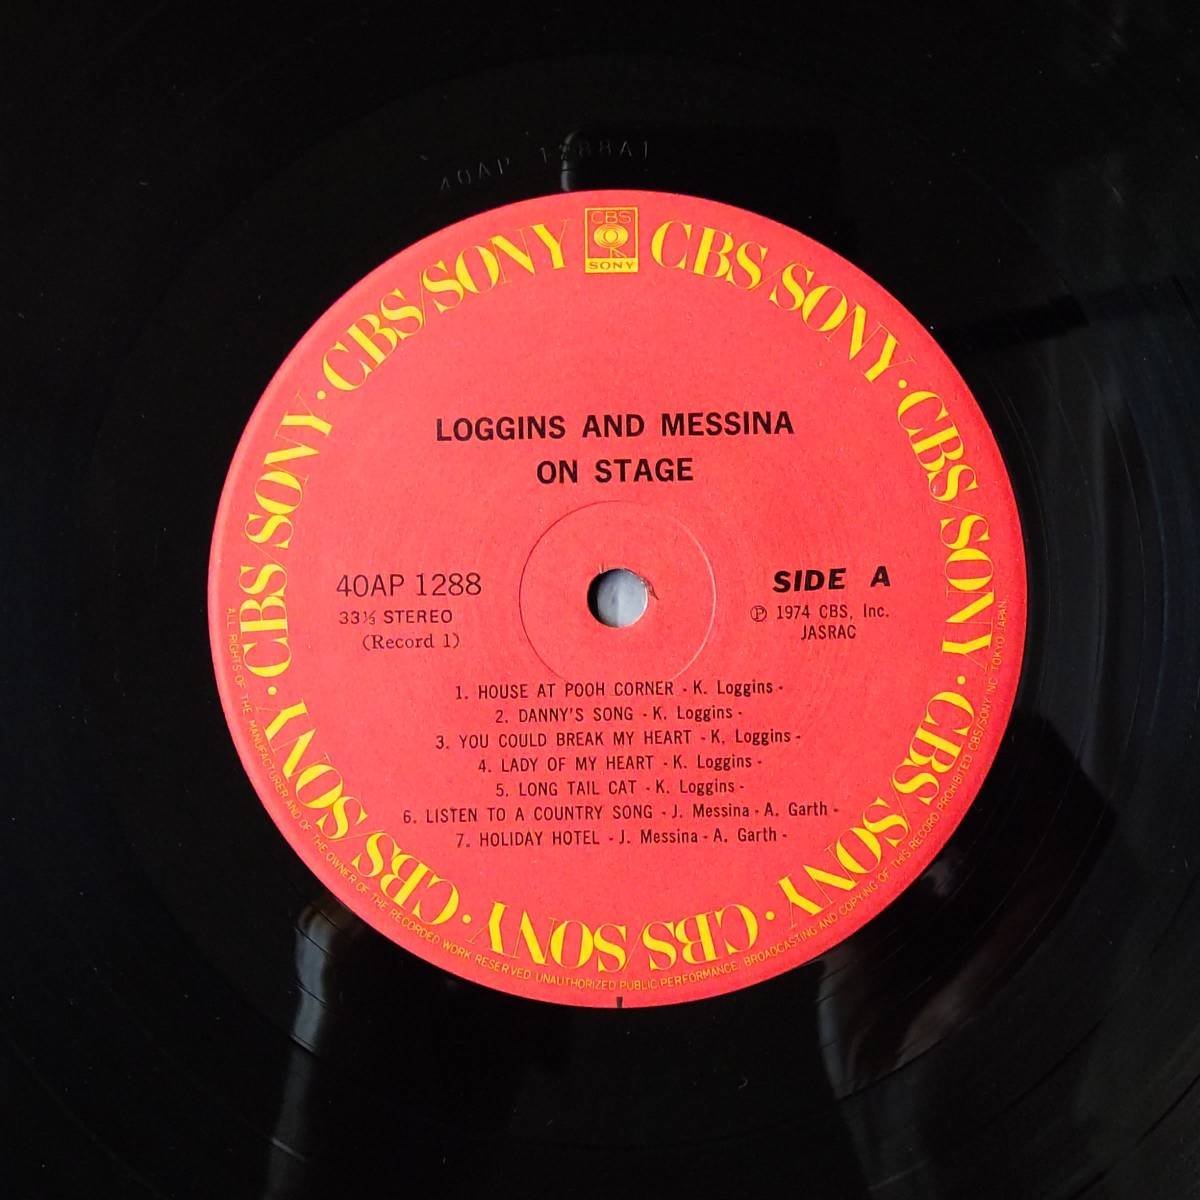 40AP 1288A1
CBS
SONY
CBS/SONY · CBS/SONY · CBS/SONY · CBS/SONY · CBS/SONY · CBS/SONY · CBS/SONY · CBS/SONY
LOGGINS AND MESSINA
ON STAGE
40AP 1288
33⅓ STEREO
(Record 1)
SIDE A
Ⓟ 1974 CBS, Inc.
JASRAC
1. HOUSE AT POOH CORNER - K. Loggins -
2. DANNY'S SONG - K. Loggins -
3. YOU COULD BREAK MY HEART - K. Loggins -
4. LADY OF MY HEART - K. Loggins -
5. LONG TAIL CAT - K. Loggins -
6. LISTEN TO A COUNTRY SONG - J. Messina - A. Garth -
7. HOLIDAY HOTEL - J. Messina - A. Garth -
ALL RIGHTS OF THE MANUFACTURER AND OF THE OWNER OF THE RECORDED WORK RESERVED UNAUTHORIZED PUBLIC PERFORMANCE, BROADCASTING AND COPYING OF THIS RECORD PROHIBITED CBS/SONY INC. TOKYO JAPAN.